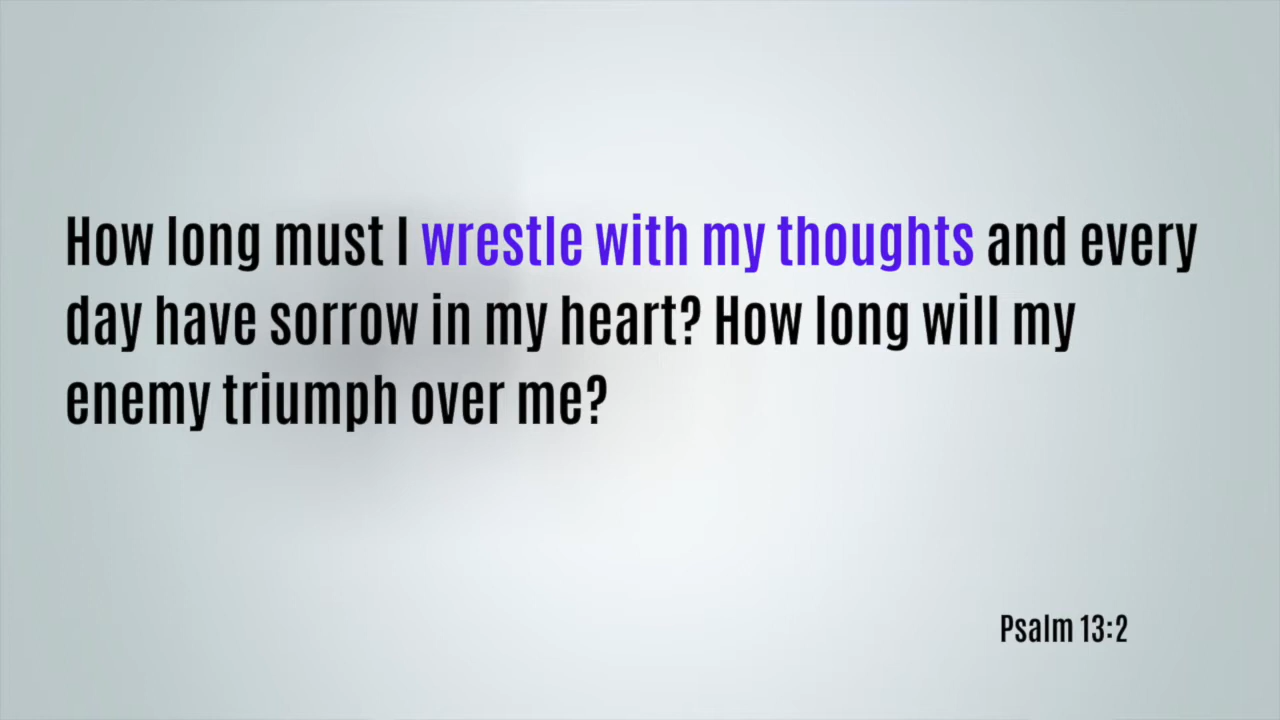 How long must I wrestle with my thoughts and every
day have sorrow in my heart? How long will my
enemy triumph over me?
Psalm 13:2